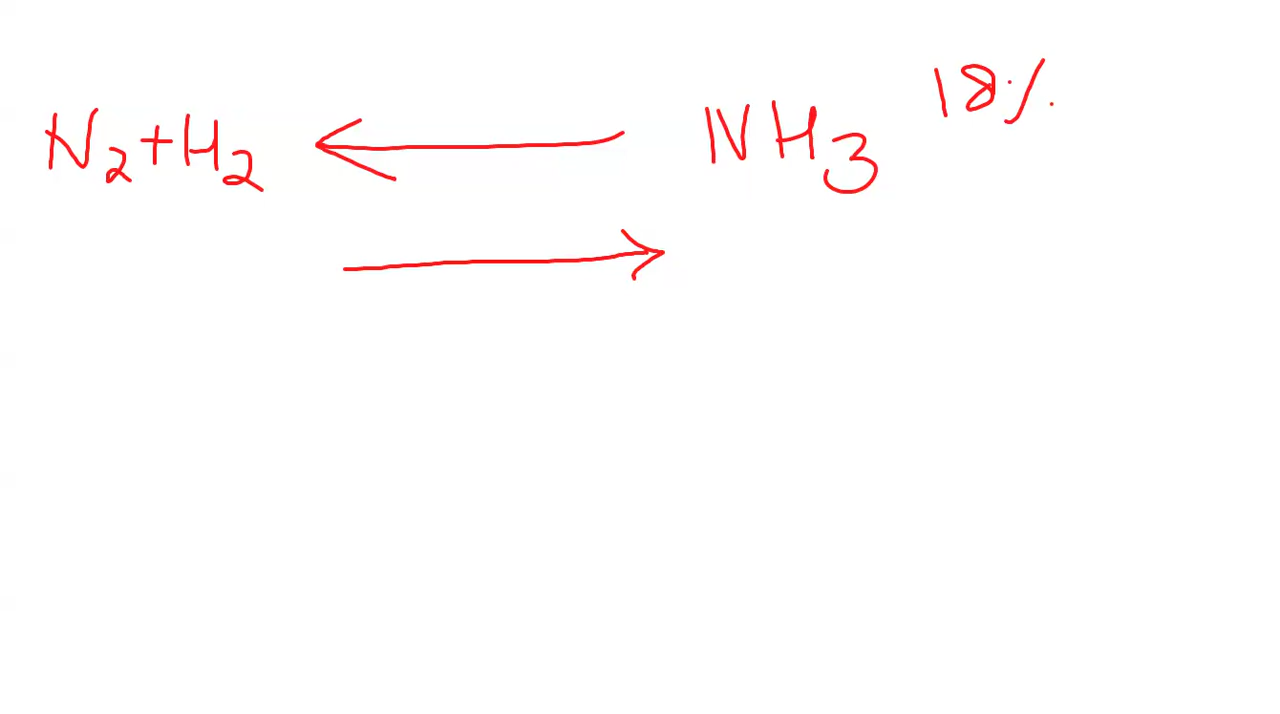 N₂+H₂ ← NH₃ 18%
→